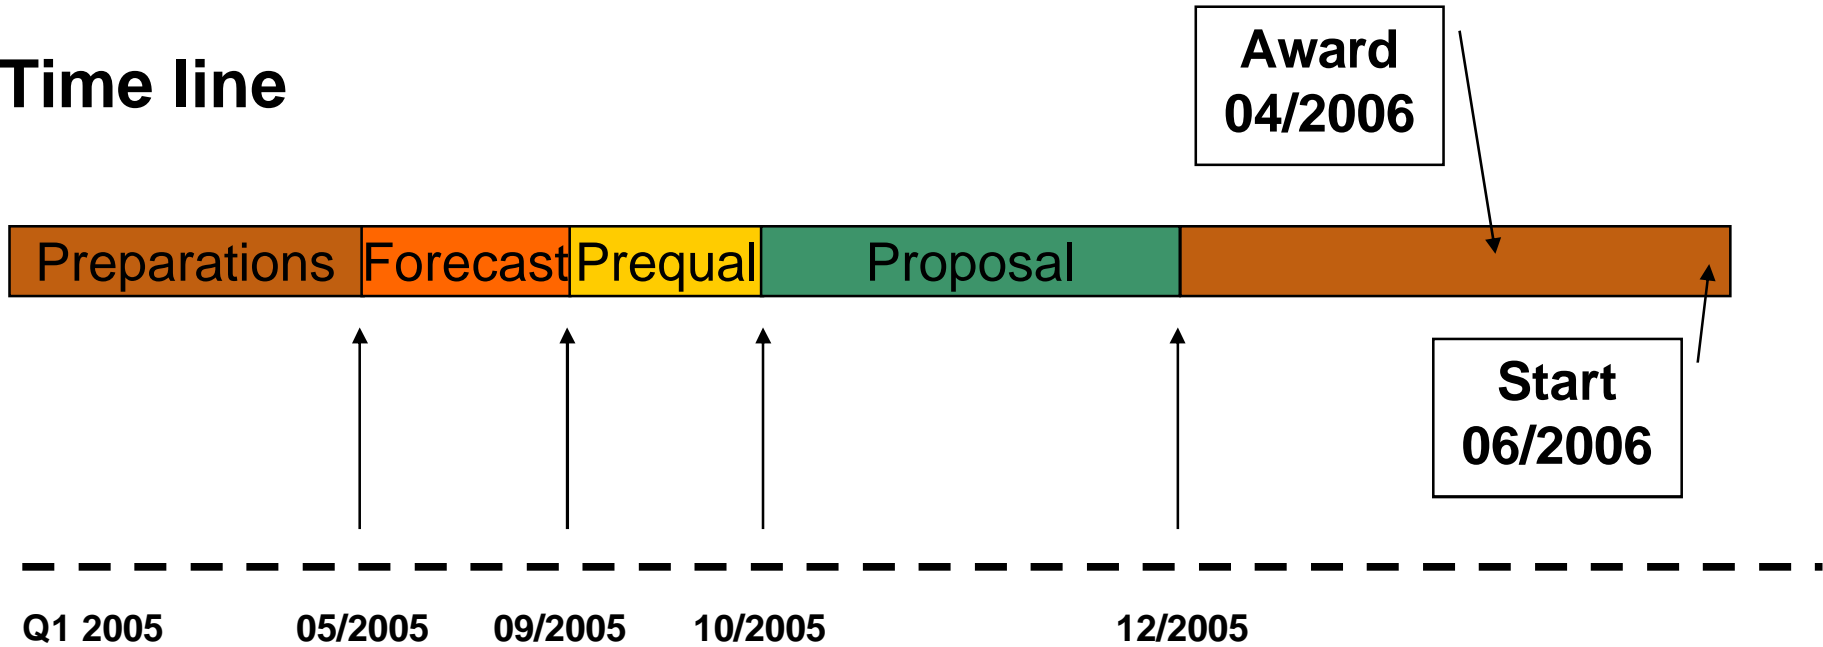 Time line
Award
04/2006
Preparations
Forecast
Prequal
Proposal
Start
06/2006
Q1 2005
05/2005
09/2005
10/2005
12/2005